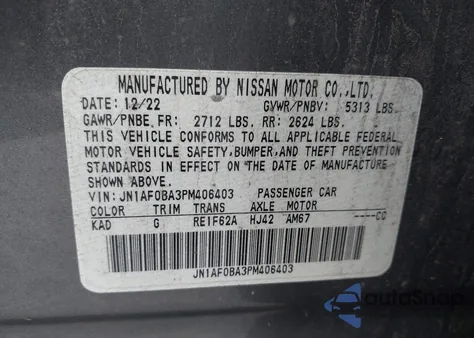 MANUFACTURED BY NISSAN MOTOR CO.,LTD.
DATE: 12/22 GVWR/PNBV: 5313 LBS.
GAWR/PNBE, FR: 2712 LBS. RR: 2624 LBS.
THIS VEHICLE CONFORMS TO ALL APPLICABLE FEDERAL
MOTOR VEHICLE SAFETY, BUMPER, AND THEFT PREVENTION
STANDARDS IN EFFECT ON THE DATE OF MANUFACTURE
SHOWN ABOVE.
VIN: JN1AF0BA3PM406403 PASSENGER CAR
COLOR TRIM TRANS AXLE MOTOR
KAD G RE1F62A HJ42 AM67 ----CO
JN1AF0BA3PM406403
autoSnap